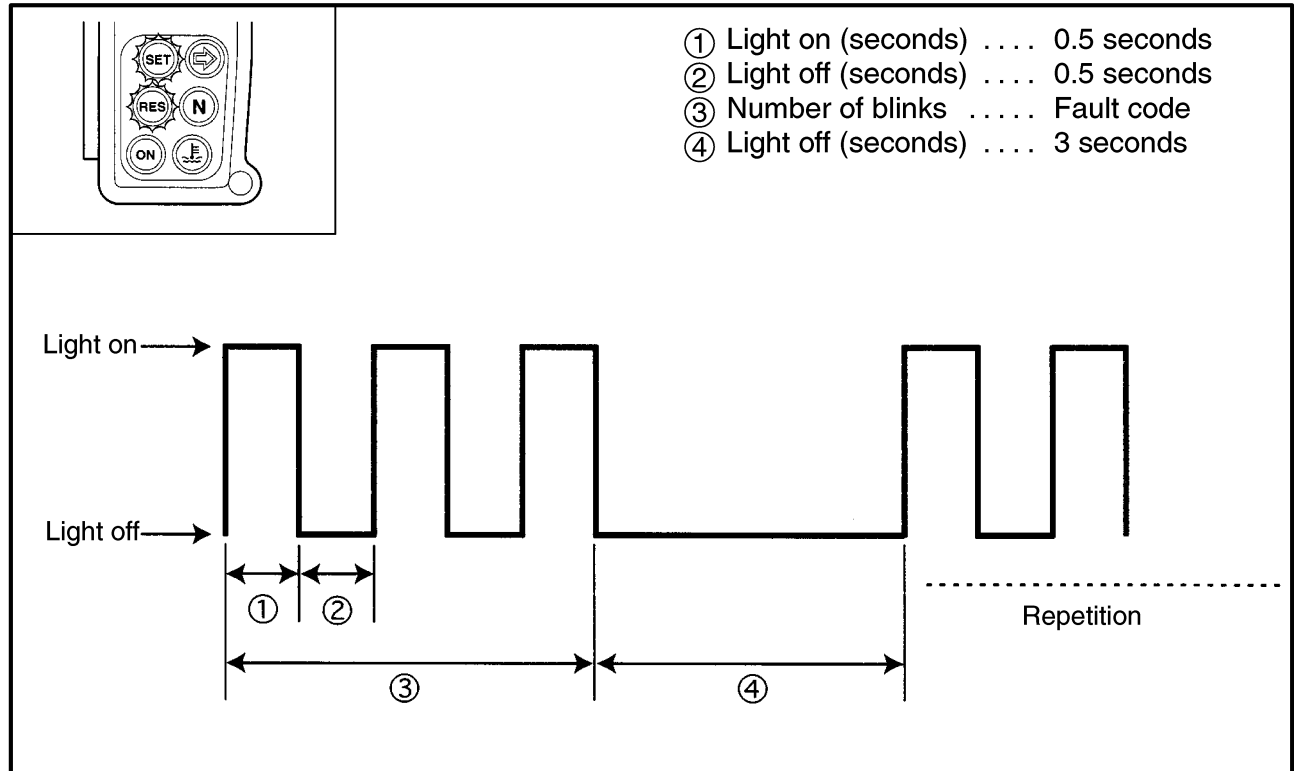 SET
RES N
ON
① Light on (seconds) .... 0.5 seconds
② Light off (seconds) .... 0.5 seconds
③ Number of blinks ..... Fault code
④ Light off (seconds) .... 3 seconds
Light on
Light off
① ②
Repetition
③ ④